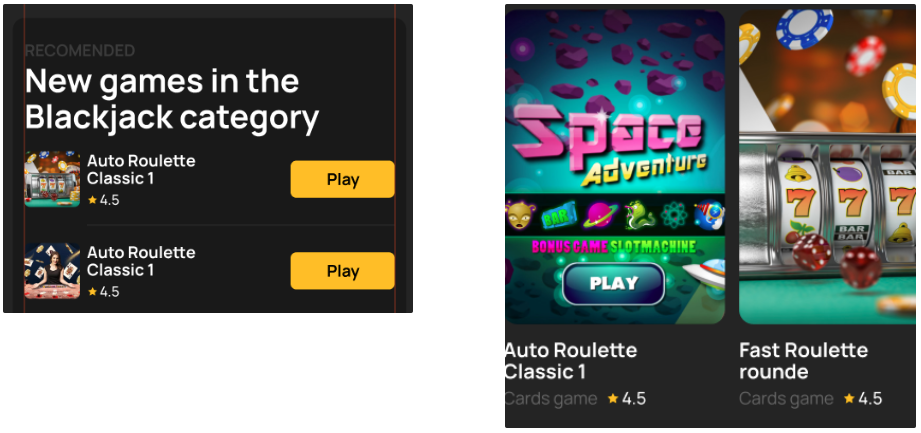 RECOMENDED
New games in the
Blackjack category
Auto Roulette
Classic 1
4.5
Play
Auto Roulette
Classic 1
4.5
Play
Space
Adventure
BAR
BONUS GAME SLOTMACHINE
PLAY
Auto Roulette
Classic 1
Cards game 4.5
BAR
7 7 7
BAR
BAR
Fast Roulette
rounde
Cards game 4.5